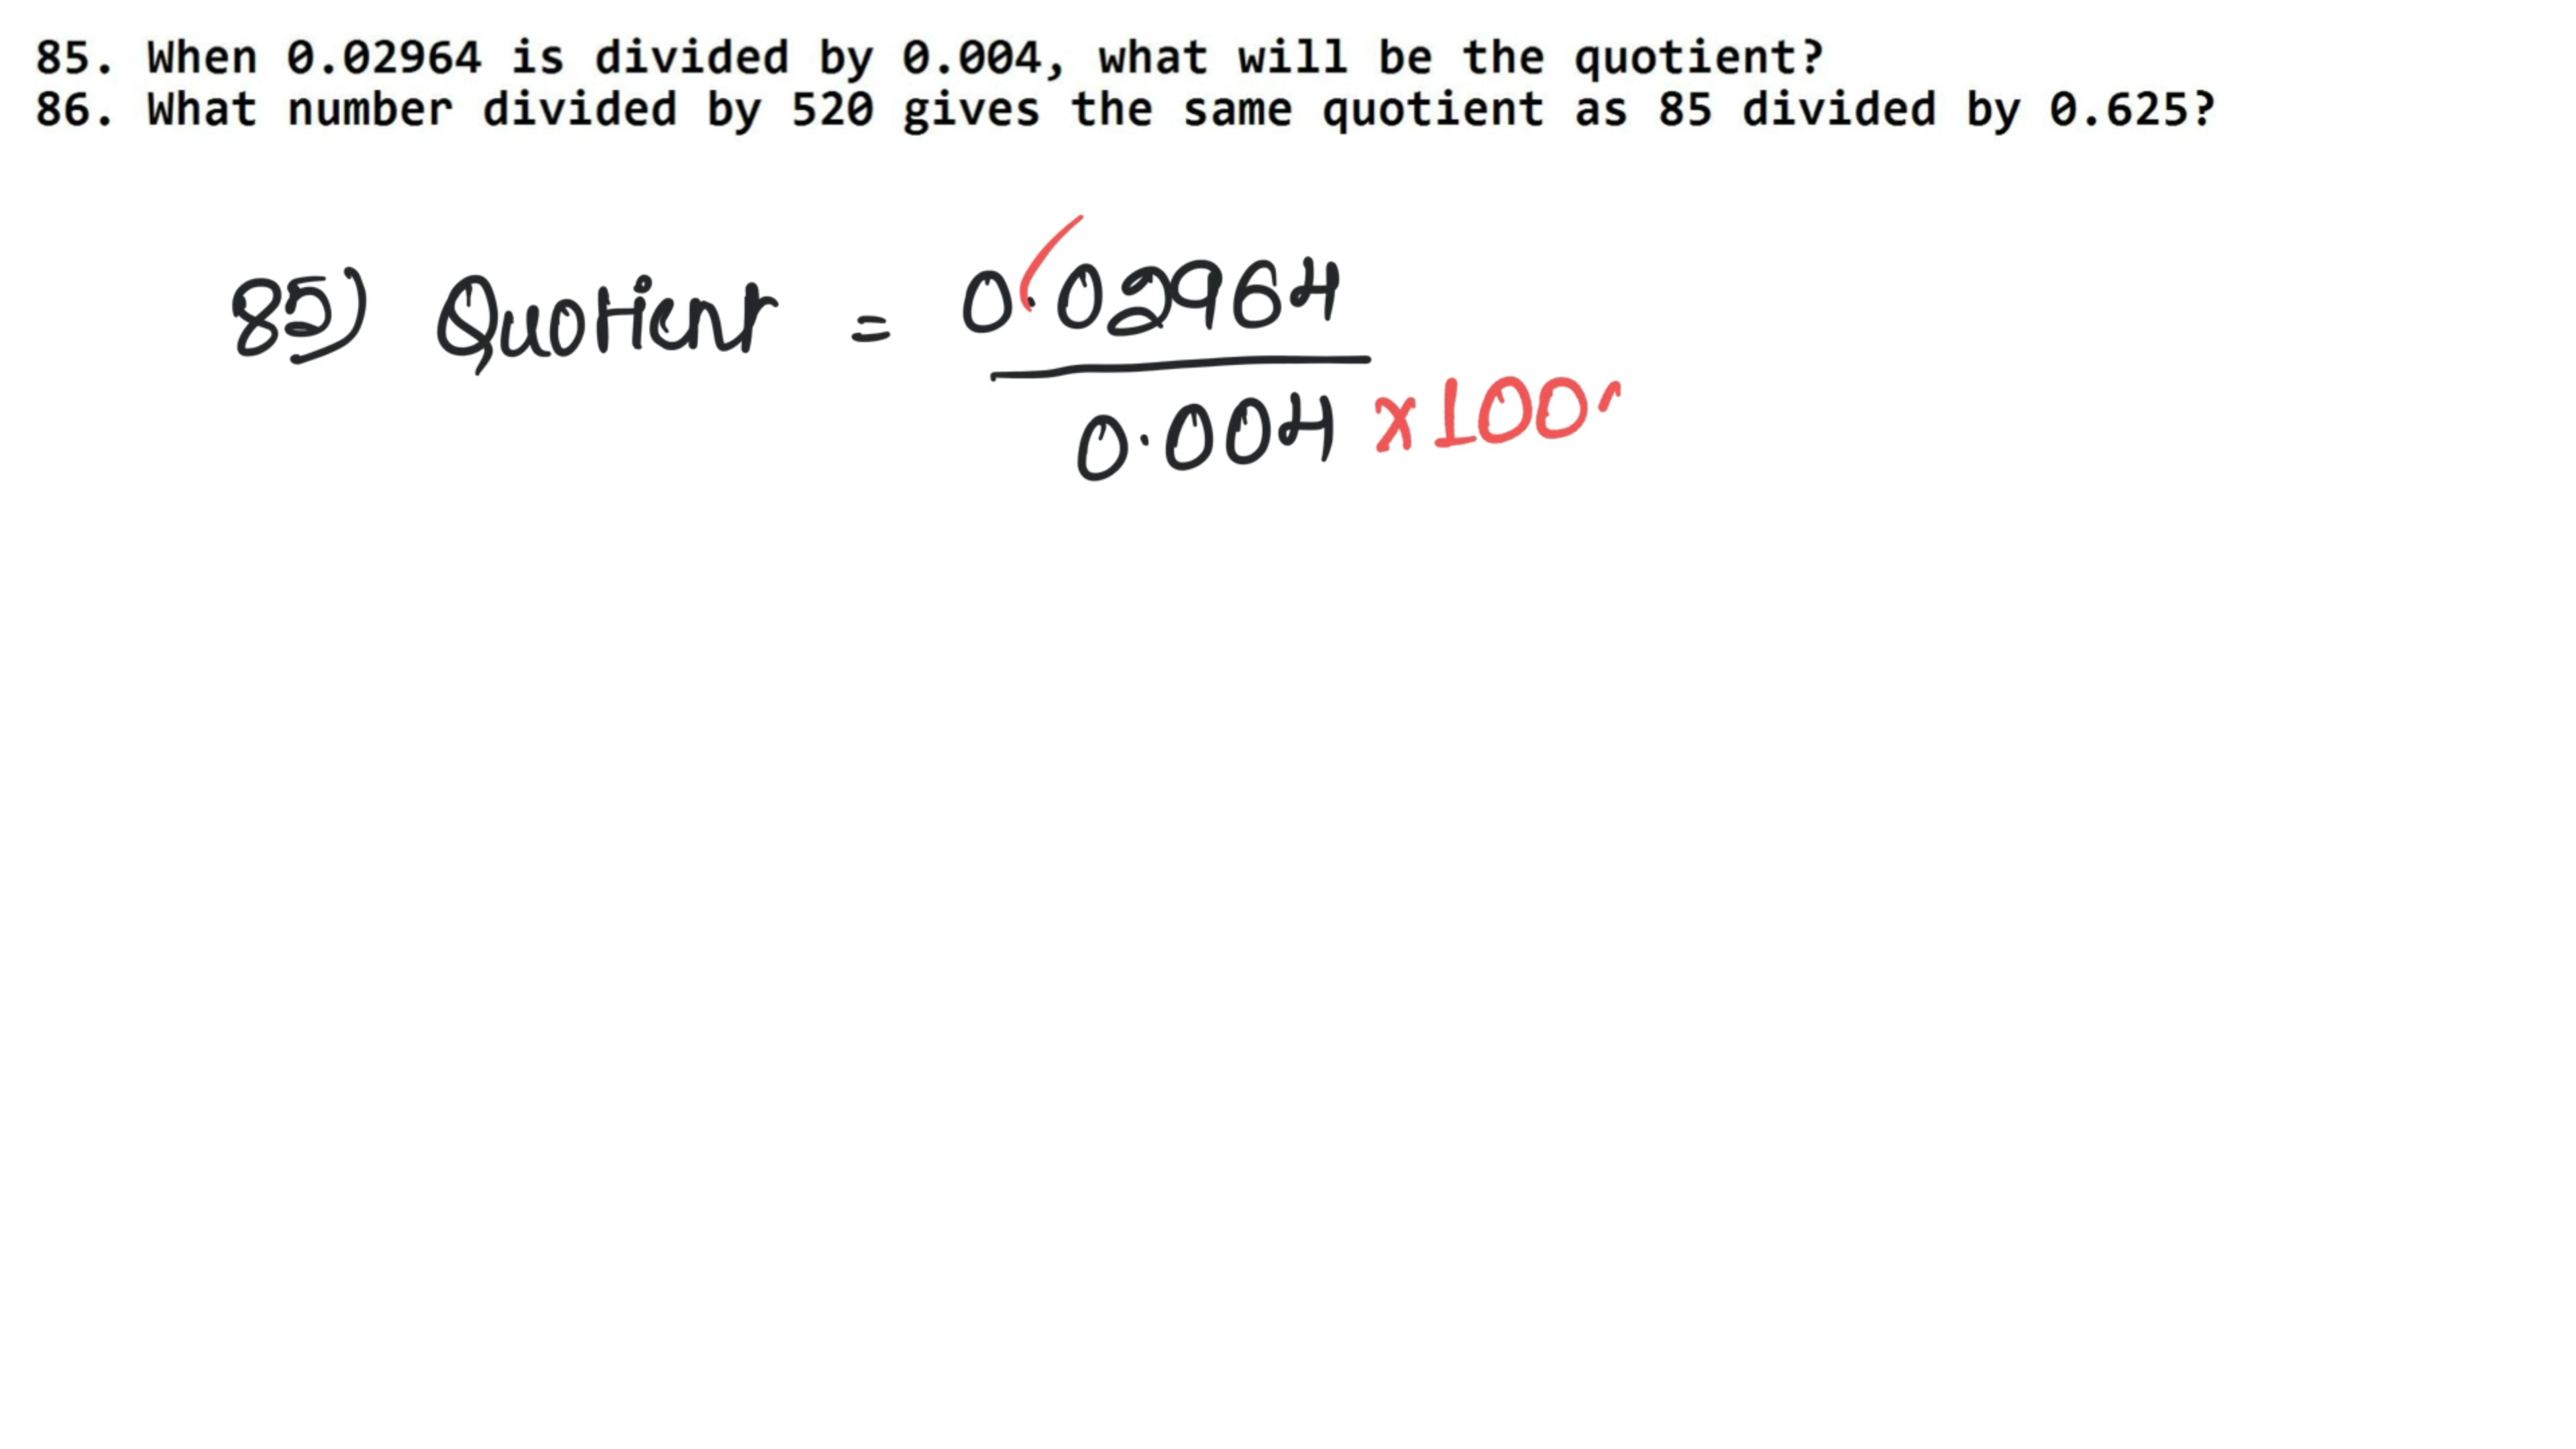 85. When 0.02964 is divided by 0.004, what will be the quotient?
86. What number divided by 520 gives the same quotient as 85 divided by 0.625?
85) Quotient = 0.02964
0.004 x100